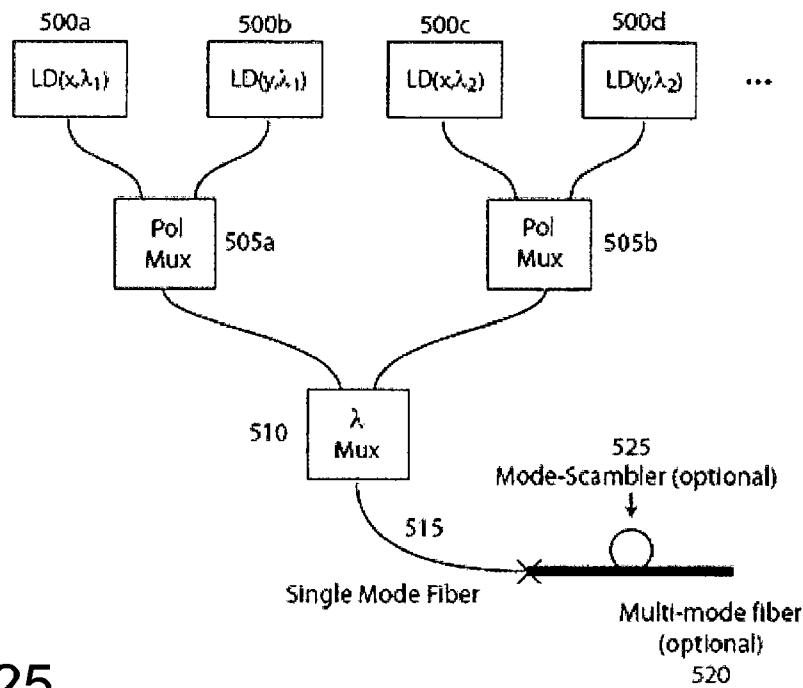 500a
500b
500c
500d
LD(x,λ1)
LD(y,λ1)
LD(x,λ2)
LD(y,λ2)
...
Pol
Mux
505a
Pol
Mux
505b
510
λ
Mux
525
Mode-Scambler (optional)
515
Single Mode Fiber
Multi-mode fiber
(optional)
520
25